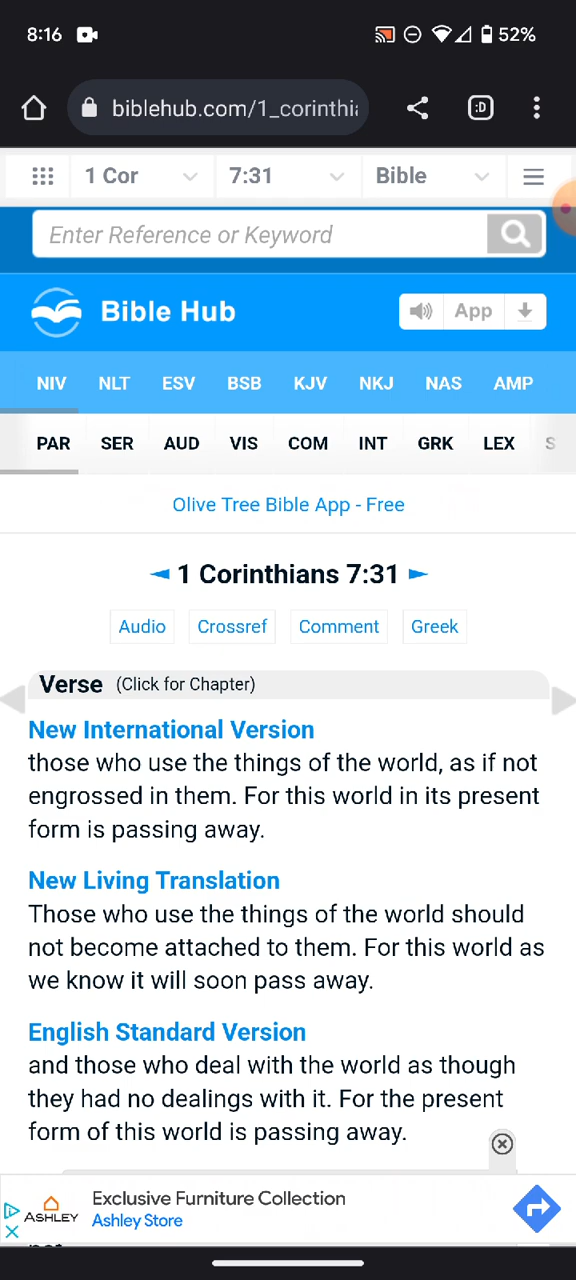 8:16
52%
biblehub.com/1_corinthi
:D
1 Cor 7:31 Bible
Enter Reference or Keyword
Bible Hub
App
NIV NLT ESV BSB KJV NKJ NAS AMP
PAR SER AUD VIS COM INT GRK LEX S
Olive Tree Bible App - Free
◄ 1 Corinthians 7:31 ►
Audio Crossref Comment Greek
Verse (Click for Chapter)
New International Version
those who use the things of the world, as if not
engrossed in them. For this world in its present
form is passing away.
New Living Translation
Those who use the things of the world should
not become attached to them. For this world as
we know it will soon pass away.
English Standard Version
and those who deal with the world as though
they had no dealings with it. For the present
form of this world is passing away.
Exclusive Furniture Collection
ASHLEY
Ashley Store